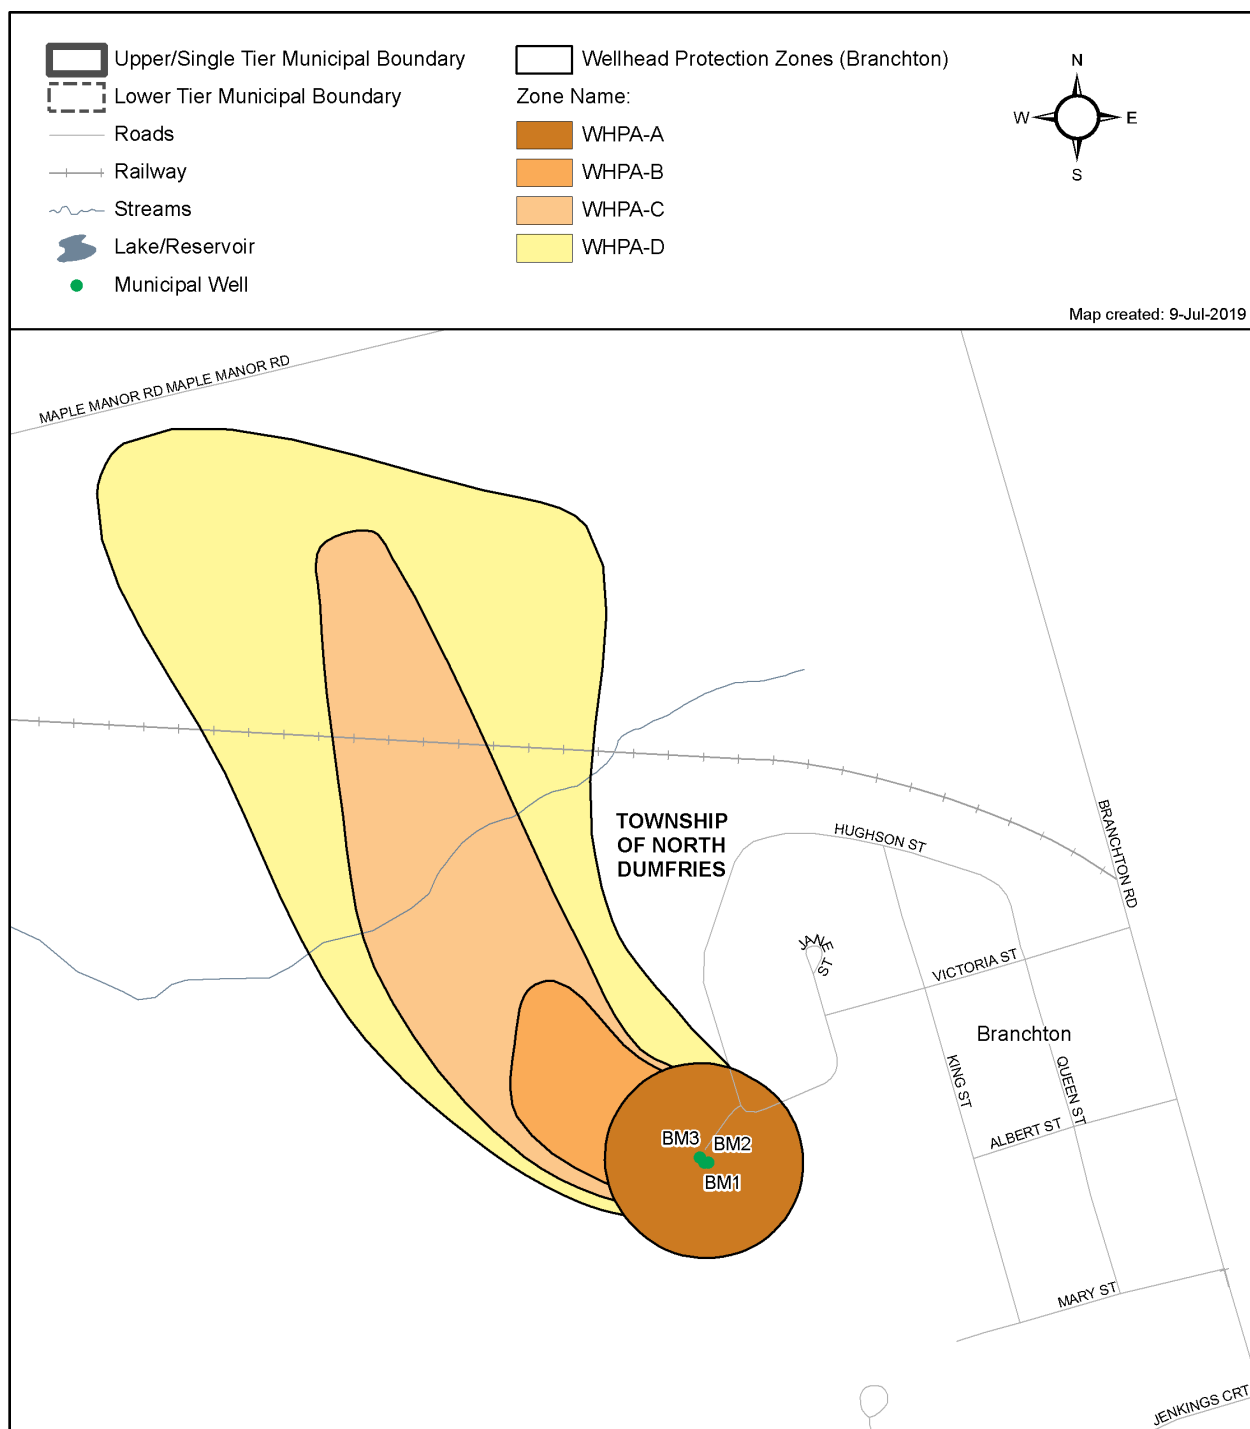 Upper/Single Tier Municipal Boundary
Lower Tier Municipal Boundary
Roads
Railway
Streams
Lake/Reservoir
Municipal Well
Wellhead Protection Zones (Branchton)
Zone Name:
WHPA-A
WHPA-B
WHPA-C
WHPA-D
N
W E
S
Map created: 9-Jul-2019
MAPLE MANOR RD MAPLE MANOR RD
TOWNSHIP
OF NORTH
DUMFRIES
HUGHSON ST
BRANCHTON RD
JANE ST
VICTORIA ST
Branchton
KING ST
QUEEN ST
ALBERT ST
BM3
BM2
BM1
MARY ST
JENKINGS CRT